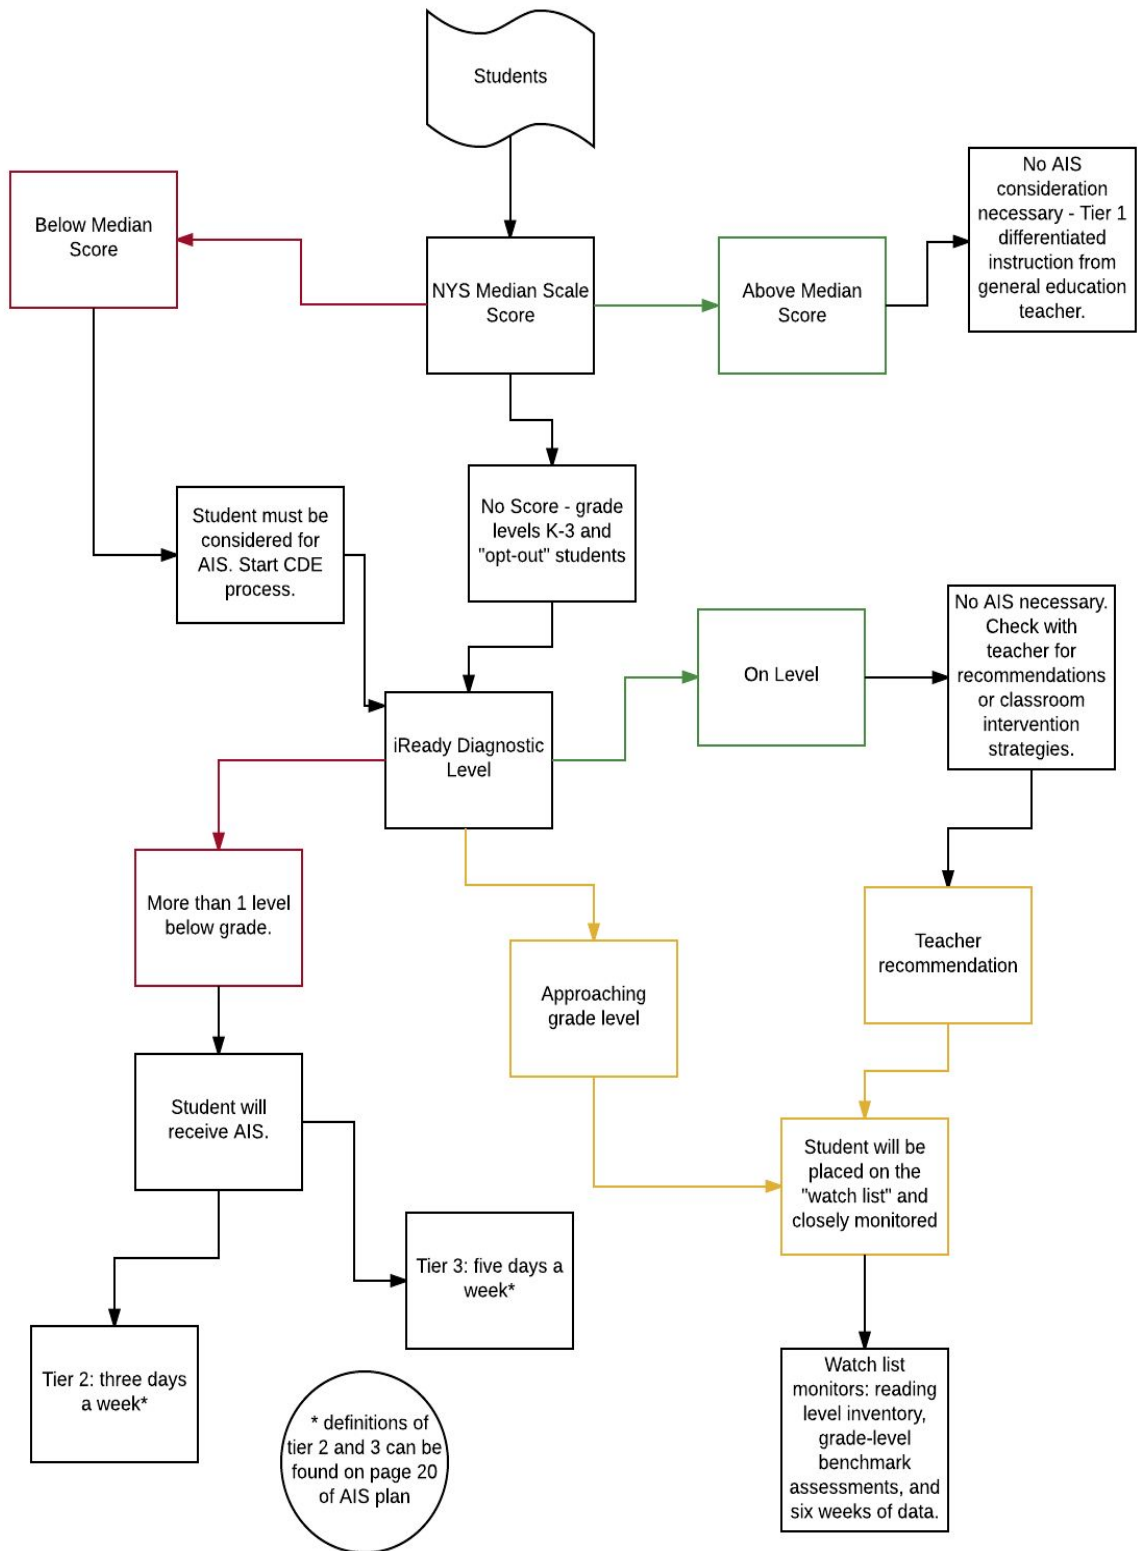 Students
No AIS
consideration
necessary - Tier 1
differentiated
instruction from
general education
teacher.
Below Median
Score
NYS Median Scale
Score
Above Median
Score
Student must be
considered for
AIS. Start CDE
process.
No Score - grade
levels K-3 and
"opt-out" students
No AIS necessary.
Check with
teacher for
recommendations
or classroom
intervention
strategies.
On Level
iReady Diagnostic
Level
More than 1 level
below grade.
Teacher
recommendation
Approaching
grade level
Student will
receive AIS.
Student will be
placed on the
"watch list" and
closely monitored
Tier 3: five days a
week*
Tier 2: three days
a week*
Watch list
monitors: reading
level inventory,
grade-level
benchmark
assessments, and
six weeks of data.
* definitions of
tier 2 and 3 can be
found on page 20
of AIS plan